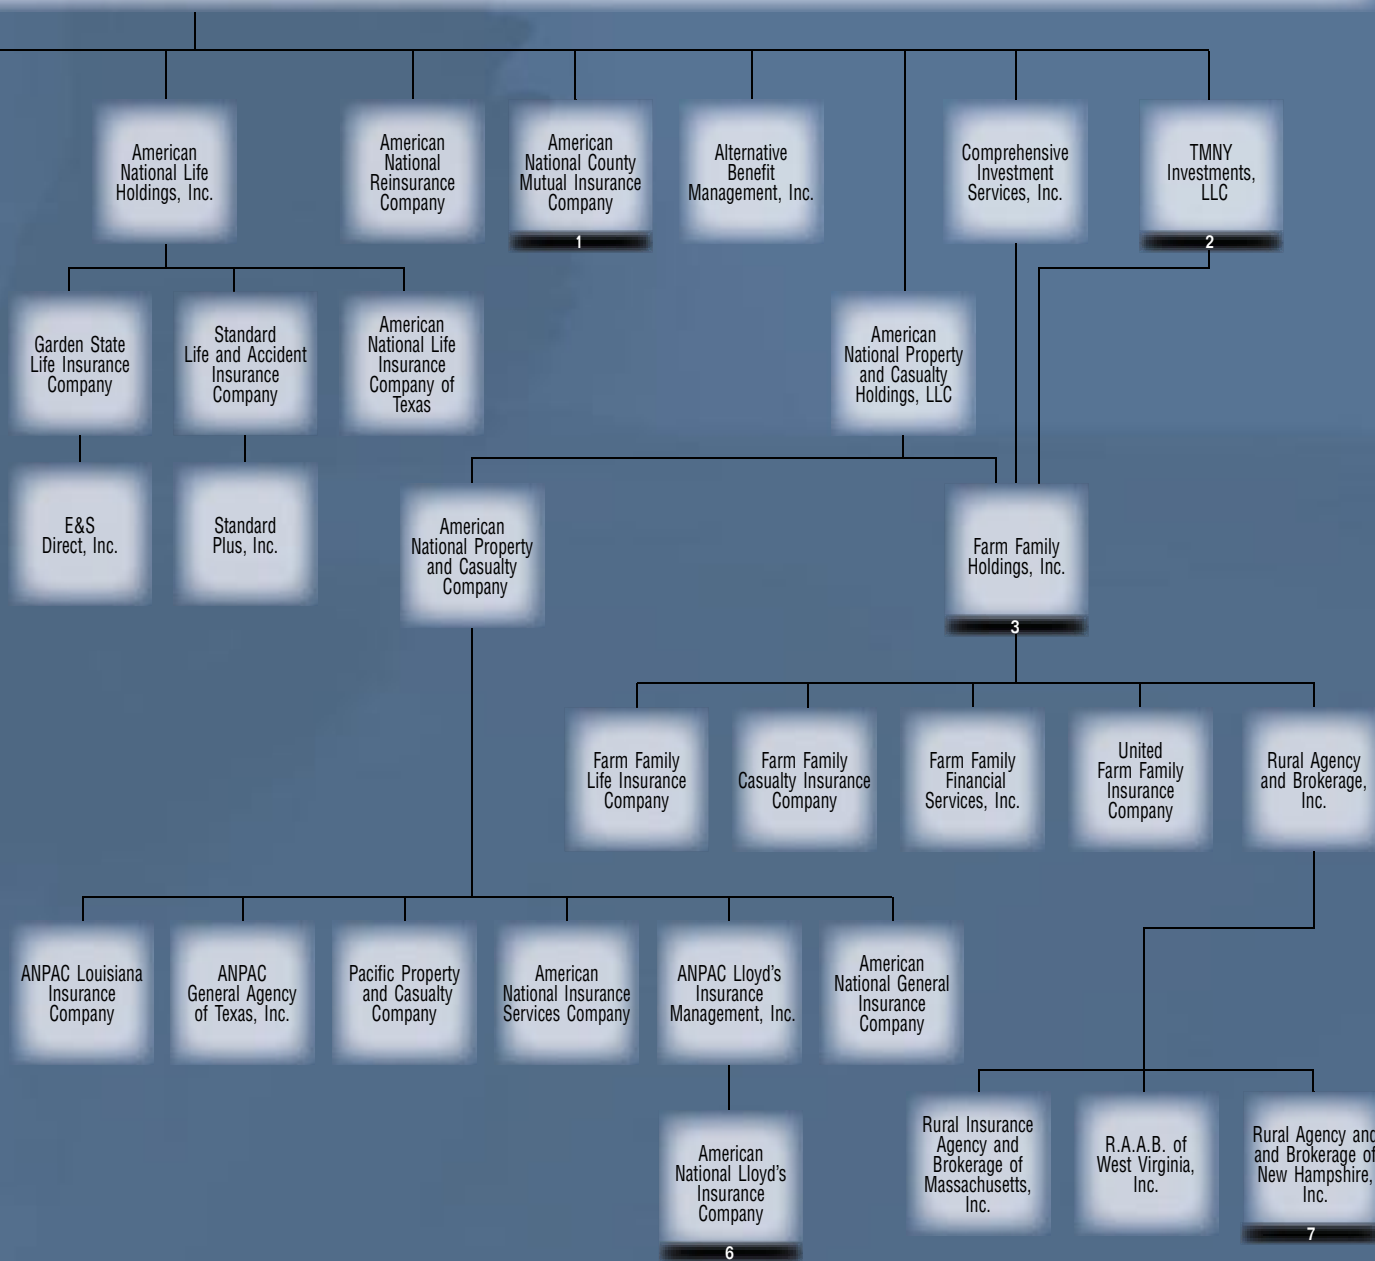 American
National Life
Holdings, Inc.
American
National
Reinsurance
Company
American
National County
Mutual Insurance
Company
1
Alternative
Benefit
Management, Inc.
Comprehensive
Investment
Services, Inc.
TMNY
Investments,
LLC
2
Garden State
Life Insurance
Company
Standard
Life and Accident
Insurance
Company
American
National Life
Insurance
Company of
Texas
American
National Property
and Casualty
Holdings, LLC
E&S
Direct, Inc.
Standard
Plus, Inc.
American
National Property
and Casualty
Company
Farm Family
Holdings, Inc.
3
Farm Family
Life Insurance
Company
Farm Family
Casualty Insurance
Company
Farm Family
Financial
Services, Inc.
United
Farm Family
Insurance
Company
Rural Agency
and Brokerage,
Inc.
ANPAC Louisiana
Insurance
Company
ANPAC
General Agency
of Texas, Inc.
Pacific Property
and Casualty
Company
American
National Insurance
Services Company
ANPAC Lloyd's
Insurance
Management, Inc.
American
National General
Insurance
Company
American
National Lloyd's
Insurance
Company
6
Rural Insurance
Agency and
Brokerage of
Massachusetts,
Inc.
R.A.A.B. of
West Virginia,
Inc.
Rural Agency and
and Brokerage of
New Hampshire,
Inc.
7